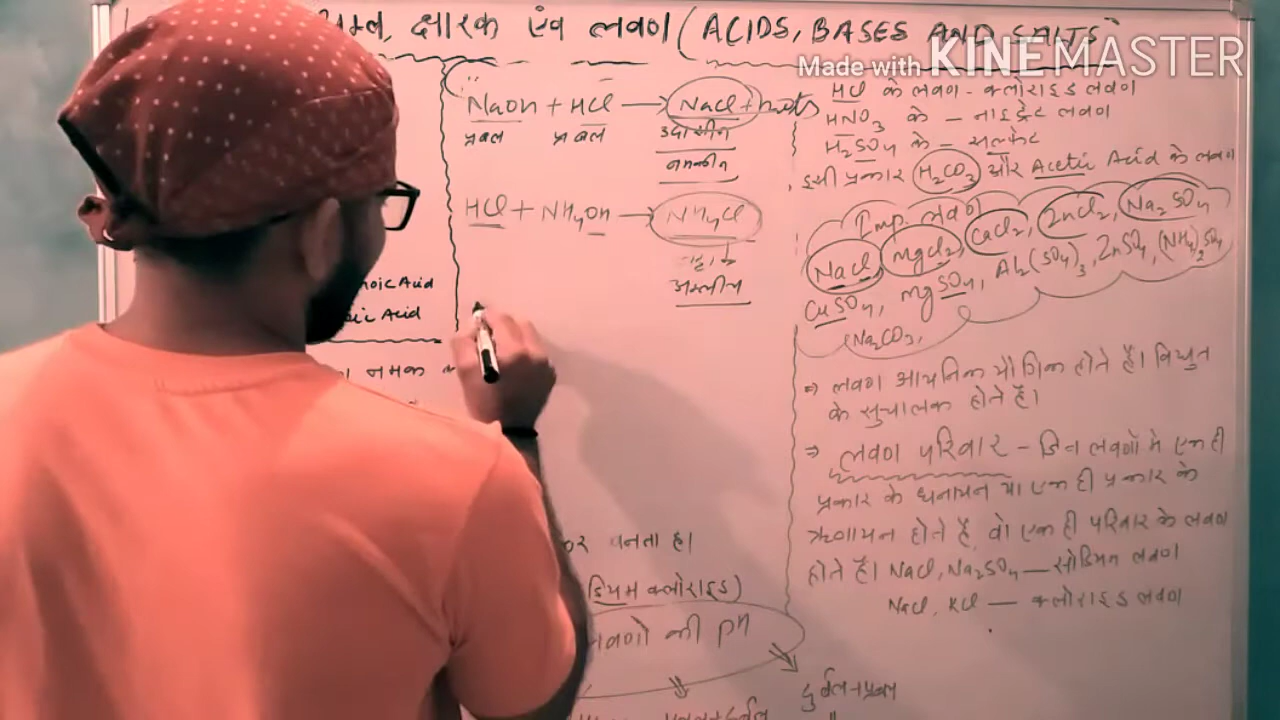 क्षारक एंव लवण (ACIDS, BASES AND SALTS
Made with KINEMASTER
NaOH + HCl → NaCl +
प्रबल प्रबल उदासीन
HCl + NH4OH → NH4Cl
अम्लीय
HCl के लवण - क्लोराइड लवण
HNO3 के - नाइट्रेट लवण
H2SO4 के - सल्फेट
इसी प्रकार H2CO3 और Acetic Acid के लवण
Imp. लवण
NaCl, MgCl2, CaCl2, ZnCl2, Na2SO4
CuSO4, MgSO4, Al2(SO4)3, ZnSO4, (NH4)2SO4
Na2CO3,
⇒ लवण आयनिक यौगिक होते हैं। विद्युत
के सुचालक होते हैं।
⇒ लवण परिवार - जिन लवणों मे एक ही
प्रकार के धनायन या एक ही प्रकार के
ऋणायन होते हैं, वो एक ही परिवार के लवण
होते हैं। NaCl, Na2SO4 — सोडियम लवण
NaCl, KCl — क्लोराइड लवण
Acid
ic Acid
नमक
कर बनता है।
डियम क्लोराइड)
लवणो की pH
दुर्बल+प्रबल